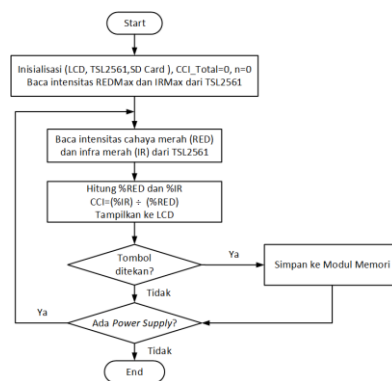 Start
Inisialisasi (LCD, TSL2561,SD Card ), CCI_Total=0, n=0
Baca intensitas REDMax dan IRMax dari TSL2561
Baca intensitas cahaya merah (RED)
dan infra merah (IR) dari TSL2561
Hitung %RED dan %IR
CCI=(%IR) ÷ (%RED)
Tampilkan ke LCD
Tombol
ditekan?
Ya
Simpan ke Modul Memori
Tidak
Ya
Ada Power Supply?
Tidak
End